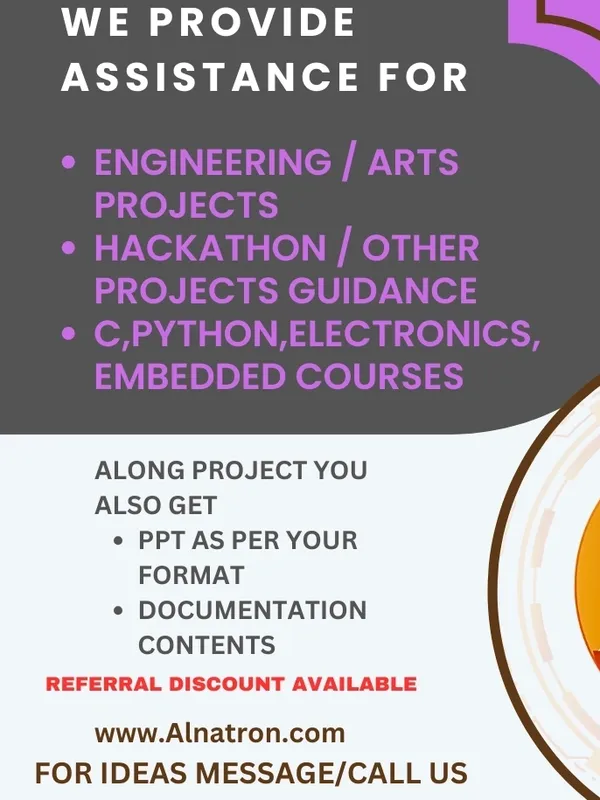 WE PROVIDE
ASSISTANCE FOR
• ENGINEERING / ARTS
PROJECTS
• HACKATHON / OTHER
PROJECTS GUIDANCE
• C,PYTHON,ELECTRONICS,
EMBEDDED COURSES
ALONG PROJECT YOU
ALSO GET
• PPT AS PER YOUR
FORMAT
• DOCUMENTATION
CONTENTS
REFERRAL DISCOUNT AVAILABLE
www.Alnatron.com
FOR IDEAS MESSAGE/CALL US